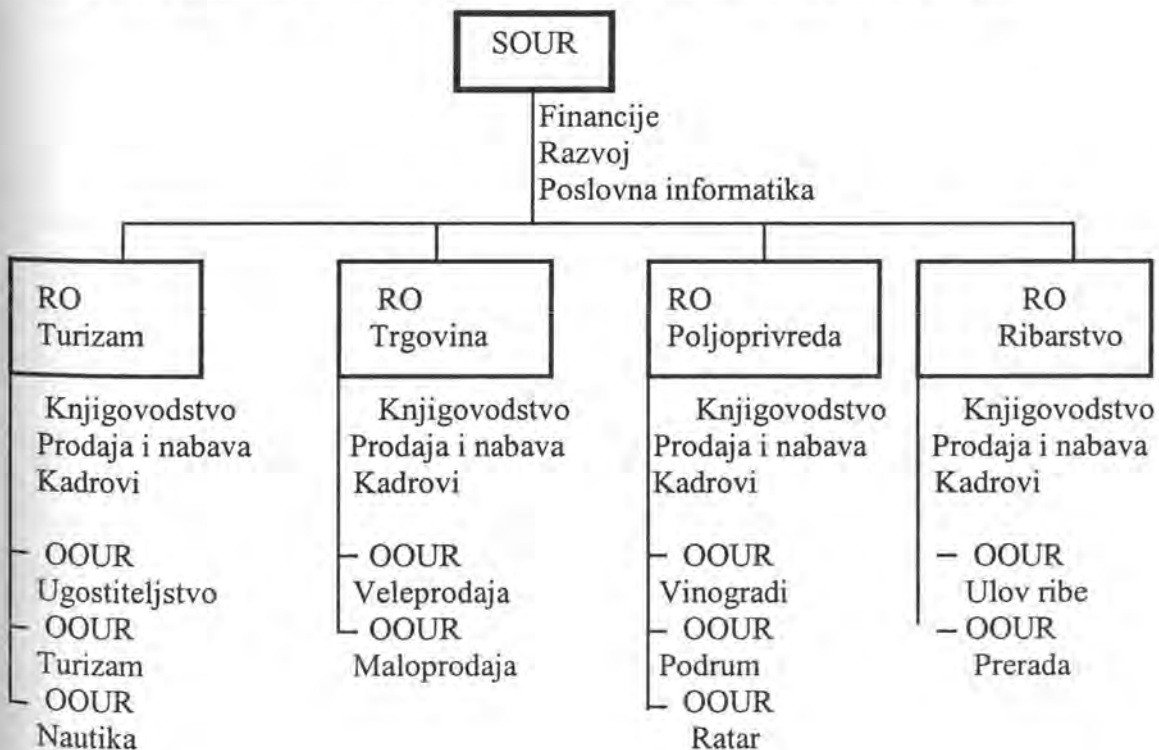 SOUR
Financije
Razvoj
Poslovna informatika
RO
Turizam
Knjigovodstvo
Prodaja i nabava
Kadrovi
OOUR
Ugostiteljstvo
OOUR
Turizam
OOUR
Nautika
RO
Trgovina
Knjigovodstvo
Prodaja i nabava
Kadrovi
OOUR
Veleprodaja
OOUR
Maloprodaja
RO
Poljoprivreda
Knjigovodstvo
Prodaja i nabava
Kadrovi
OOUR
Vinogradi
OOUR
Podrum
OOUR
Ratar
RO
Ribarstvo
Knjigovodstvo
Prodaja i nabava
Kadrovi
OOUR
Ulov ribe
OOUR
Prerada